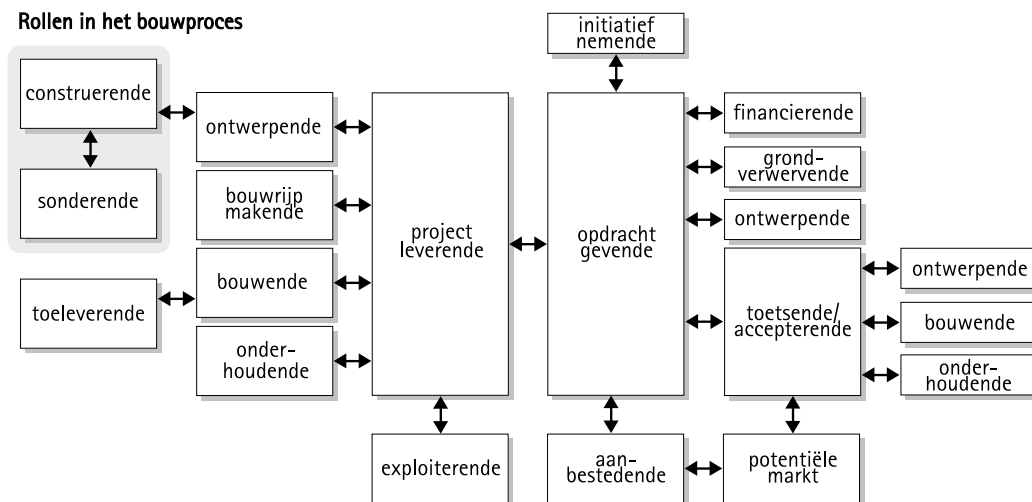 Rollen in het bouwproces
initiatief
nemende
construerende
ontwerpende
financierende
grond-
verwervende
sonderende
bouwrijp
makende
project
leverende
opdracht
gevende
ontwerpende
toeleverende
bouwende
toetsende/
accepterende
ontwerpende
bouwende
onder-
houdende
onder-
houdende
exploiterende
aan-
bestedende
potentiële
markt